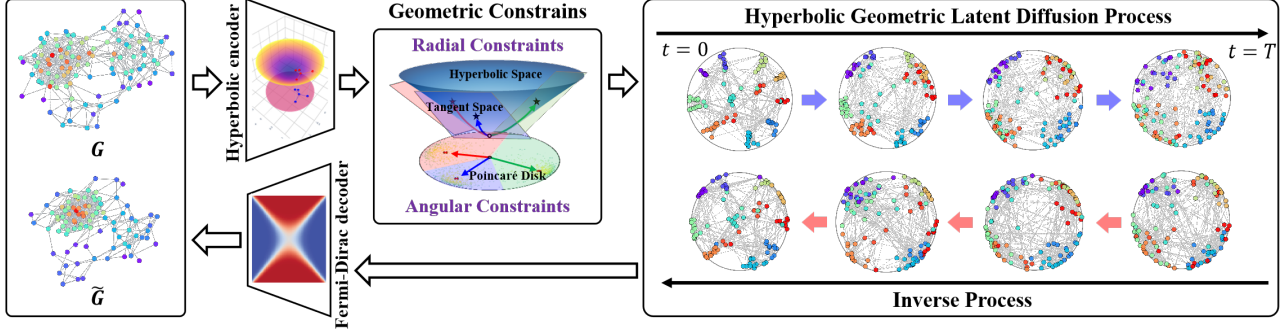 G
G̃
Hyperbolic encoder
Fermi-Dirac decoder
Geometric Constrains
Radial Constraints
Hyperbolic Space
Tangent Space
Poincaré Disk
Angular Constraints
Hyperbolic Geometric Latent Diffusion Process
t = 0
t = T
Inverse Process